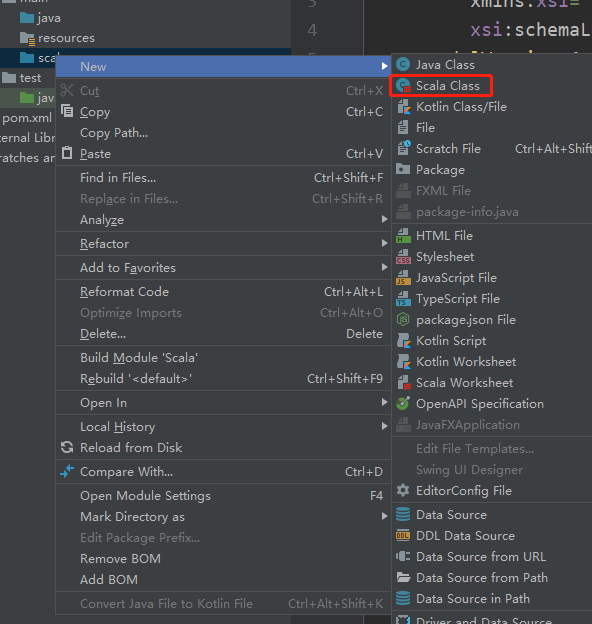 main
java
resources
sca
test
jav
pom.xml
ternal Libr
ratches an
3
4
xmlns:xsi=
xsi:schemaL
New
Cut Ctrl+X
Copy Ctrl+C
Copy Path...
Paste Ctrl+V
Find in Files... Ctrl+Shift+F
Replace in Files... Ctrl+Shift+R
Analyze
Refactor
Add to Favorites
Reformat Code Ctrl+Alt+L
Optimize Imports Ctrl+Alt+O
Delete... Delete
Build Module 'Scala'
Rebuild '<default>' Ctrl+Shift+F9
Open In
Local History
Reload from Disk
Compare With... Ctrl+D
Open Module Settings F4
Mark Directory as
Edit Package Prefix...
Remove BOM
Add BOM
Convert Java File to Kotlin File Ctrl+Alt+Shift+K
Java Class
Scala Class
Kotlin Class/File
File
Scratch File Ctrl+Alt+Shift
Package
FXML File
package-info.java
HTML File
Stylesheet
JavaScript File
TypeScript File
package.json File
Kotlin Script
Kotlin Worksheet
Scala Worksheet
OpenAPI Specification
JavaFXApplication
Edit File Templates...
Swing UI Designer
EditorConfig File
Data Source
DDL Data Source
Data Source from URL
Data Source from Path
Data Source in Path
Driver and Data Source